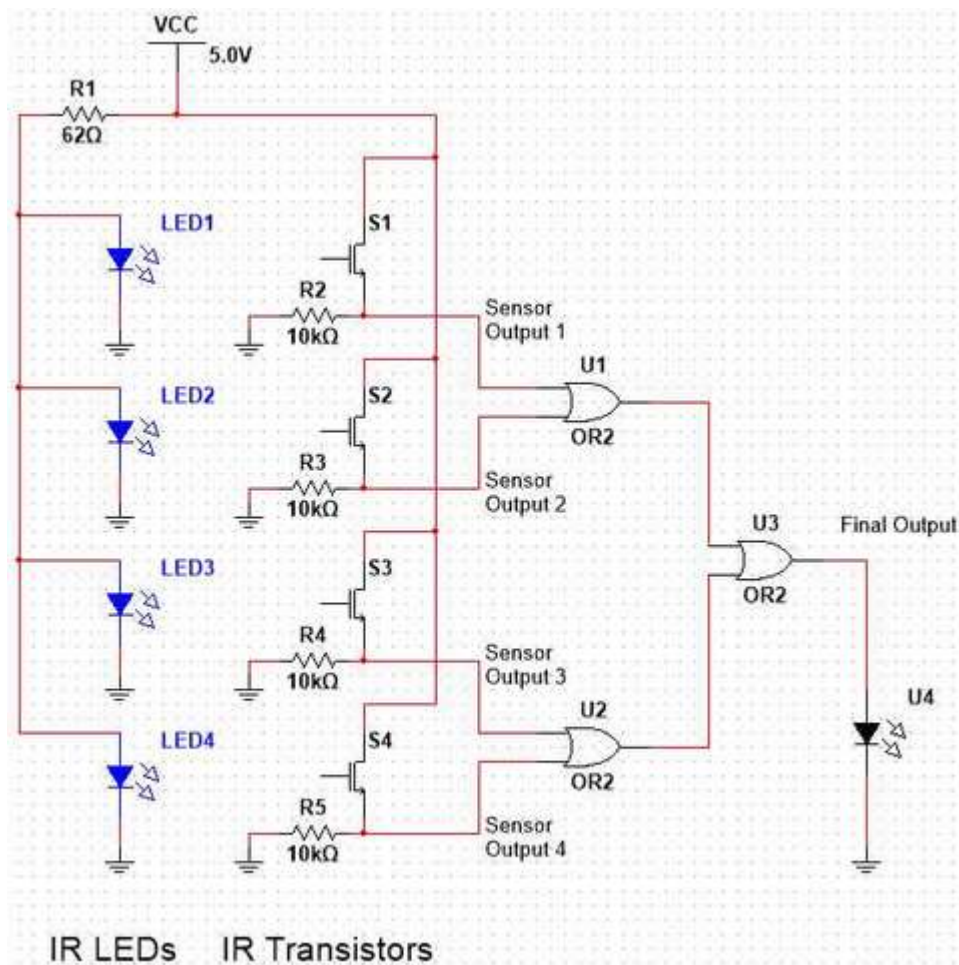 VCC
5.0V
R1
62Ω
LED1
S1
R2
10kΩ
Sensor
Output 1
U1
OR2
LED2
S2
R3
10kΩ
Sensor
Output 2
U3
Final Output
OR2
LED3
S3
R4
10kΩ
Sensor
Output 3
U2
OR2
U4
LED4
S4
R5
10kΩ
Sensor
Output 4
IR LEDs IR Transistors